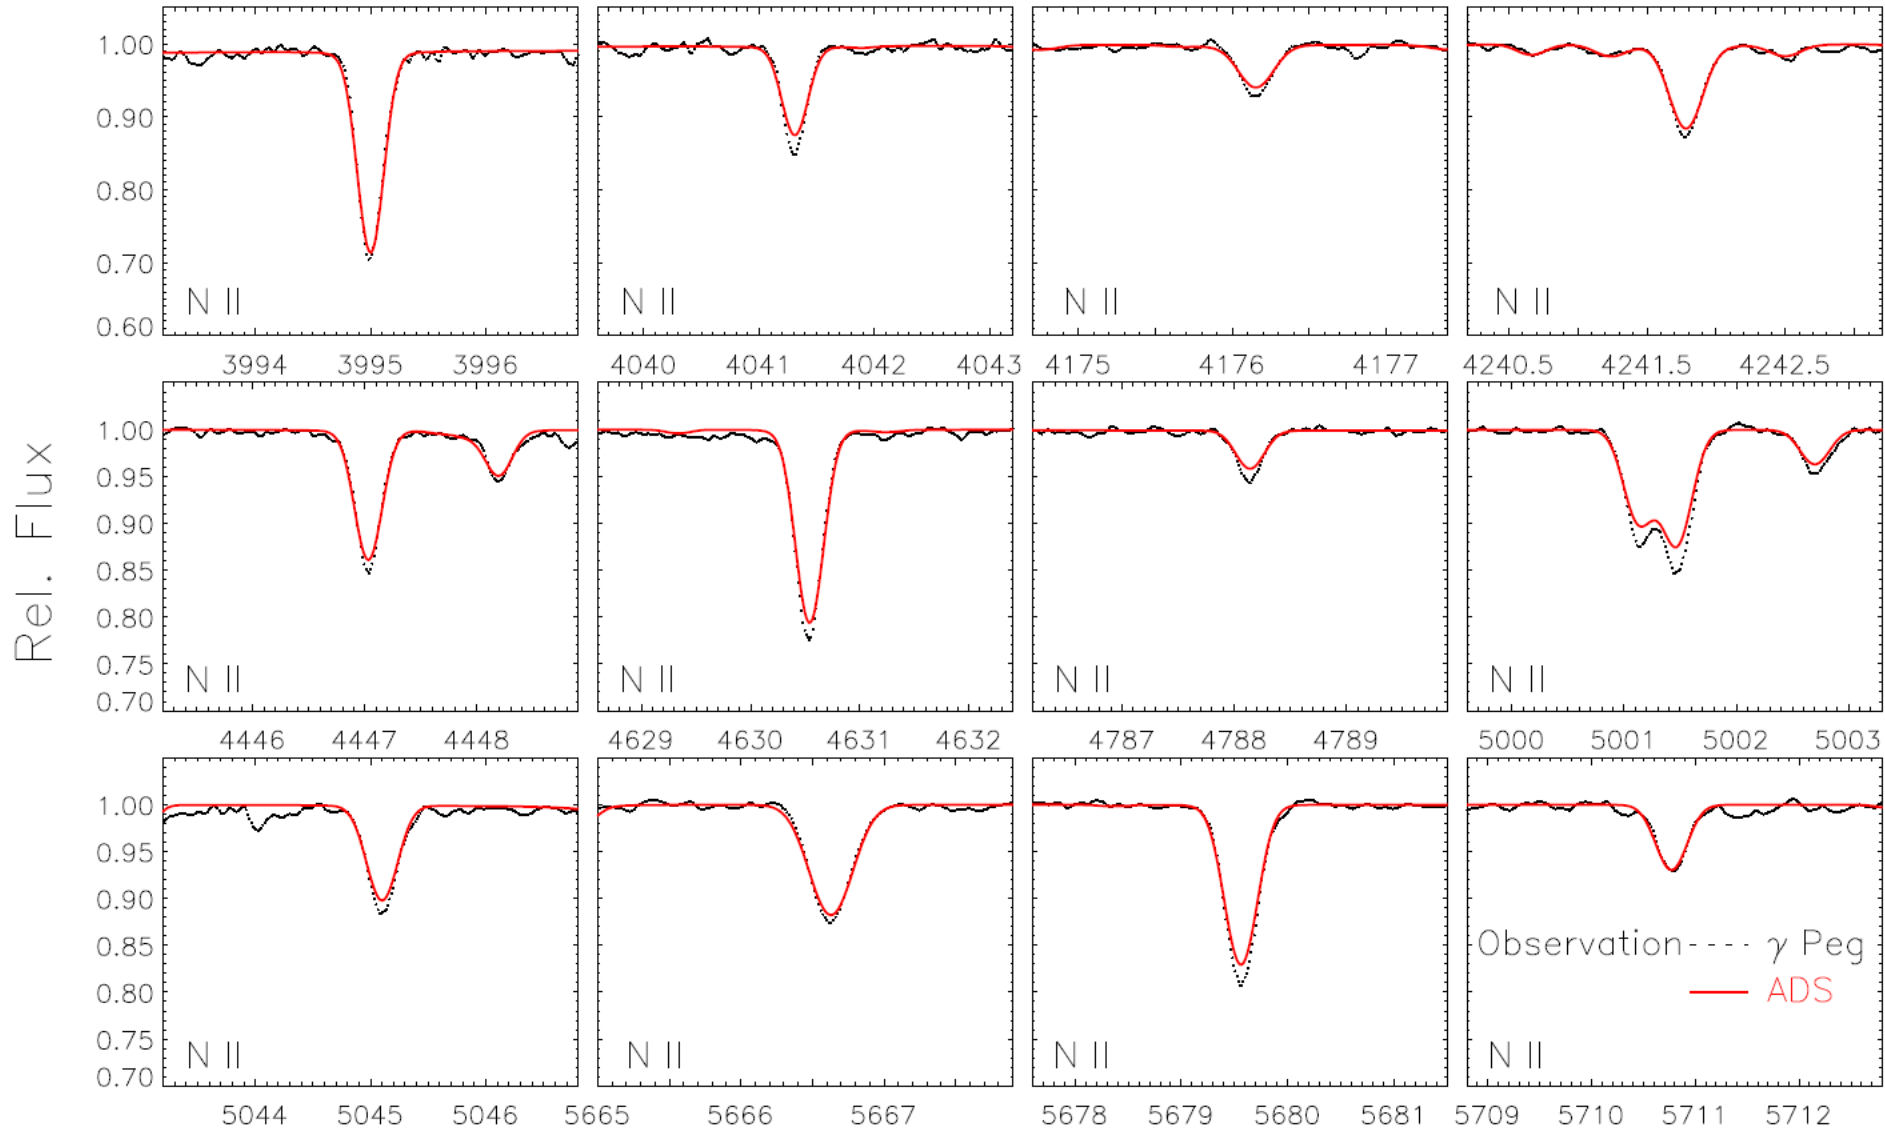 1.00
0.90
0.80
0.70
0.60
N II
N II
N II
N II
3994 3995 3996
4040 4041 4042 4043
4175 4176 4177
4240.5 4241.5 4242.5
Rel. Flux
1.00
0.95
0.90
0.85
0.80
0.75
0.70
N II
N II
N II
N II
4446 4447 4448
4629 4630 4631 4632
4787 4788 4789
5000 5001 5002 5003
1.00
0.95
0.90
0.85
0.80
0.75
0.70
Observation γ Peg
ADS
N II
N II
N II
N II
5044 5045 5046
5665 5666 5667
5678 5679 5680 5681
5709 5710 5711 5712